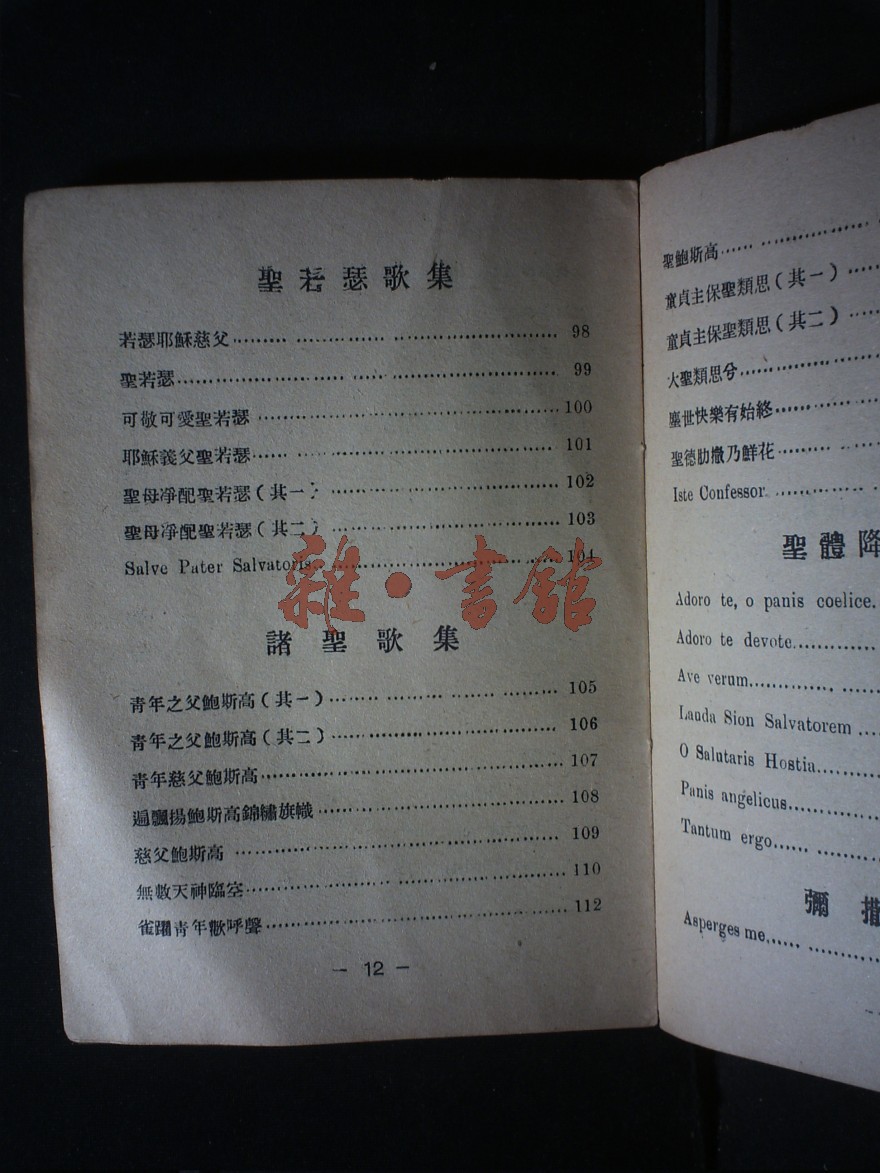 聖若瑟歌集
若瑟耶穌慈父 98
聖若瑟 99
可敬可愛聖若瑟 100
耶穌義父聖若瑟 101
聖母凈配聖若瑟(其一) 102
聖母凈配聖若瑟(其二) 103
Salve Pater Salvatoris 104
諸聖歌集
青年之父鮑斯高(其一) 105
青年之父鮑斯高(其二) 106
青年慈父鮑斯高 107
遍飄揚鮑斯高錦繡旗幟 108
慈父鮑斯高 109
無數天神臨空 110
雀躍青年歡呼聲 112
- 12 -
聖鮑斯高
童貞主保聖類思(其一)
童貞主保聖類思(其二)
大聖類思兮
塵世快樂有始終
聖德肋撒乃鮮花
Iste Confessor
聖體降
Adoro te, o panis coelice.
Adoro te devote
Ave verum
Lauda Sion Salvatorem
O Salutaris Hostia
Panis angelicus
Tantum ergo
彌撒
Asperges me
雜·書館